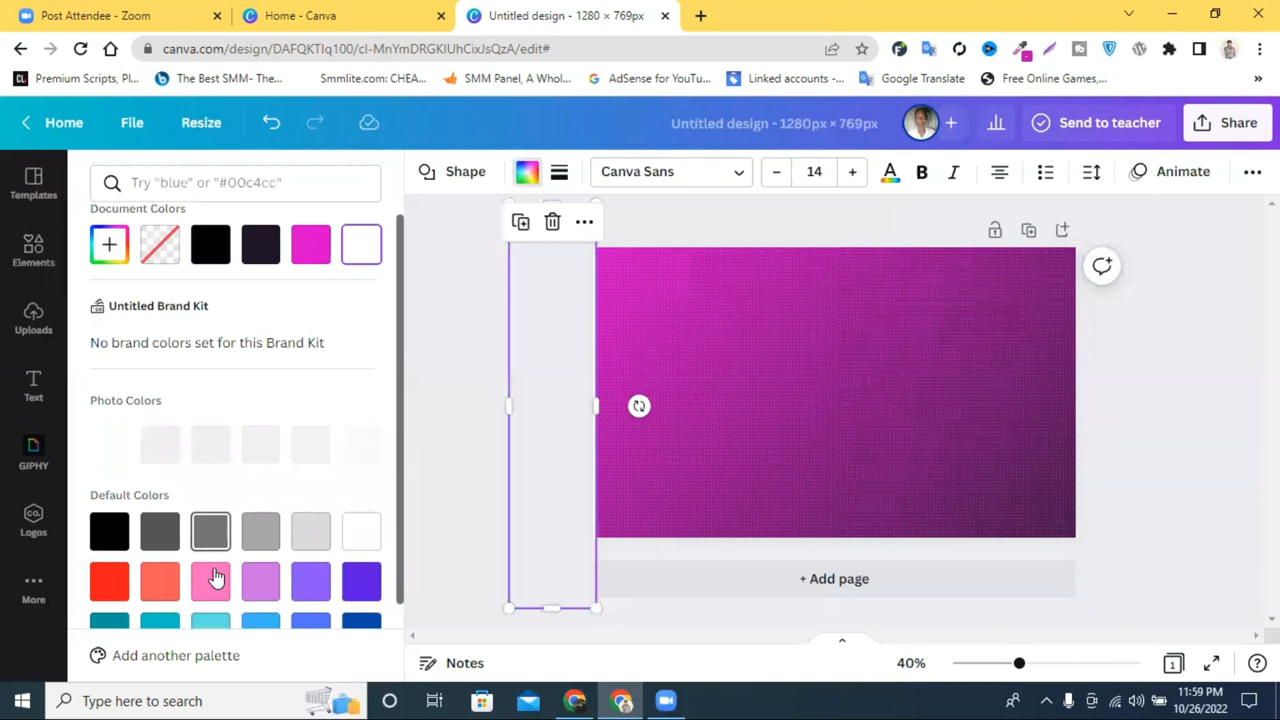 Post Attendee - Zoom
Home - Canva
Untitled design - 1280 × 769px
canva.com/design/DAFQKTIq100/cI-MnYmDRGKIUhCixJsQzA/edit#
Premium Scripts, Pl...
The Best SMM- The...
Smmlite.com: CHEA...
SMM Panel, A Whol...
AdSense for YouTu...
Linked accounts -...
Google Translate
Free Online Games,...
»
Home
File
Resize
Untitled design - 1280px × 769px
Send to teacher
Share
Try "blue" or "#00c4cc"
Shape
Canva Sans
14
B
I
Animate
Templates
Elements
Uploads
Text
GIPHY
Logos
More
Document Colors
Untitled Brand Kit
No brand colors set for this Brand Kit
Photo Colors
Default Colors
Add another palette
+ Add page
Notes
40%
1
Type here to search
11:59 PM
10/26/2022